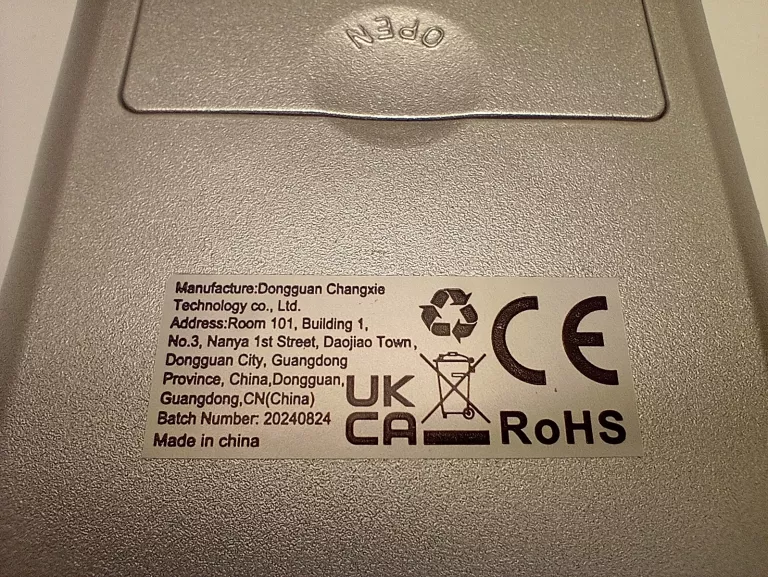 OPEN
Manufacture:Dongguan Changxie
Technology co., Ltd.
Address:Room 101, Building 1,
No.3, Nanya 1st Street, Daojiao Town,
Dongguan City, Guangdong
Province, China,Dongguan,
Guangdong,CN(China)
Batch Number: 20240824
Made in china
UK
CA
CE
RoHS